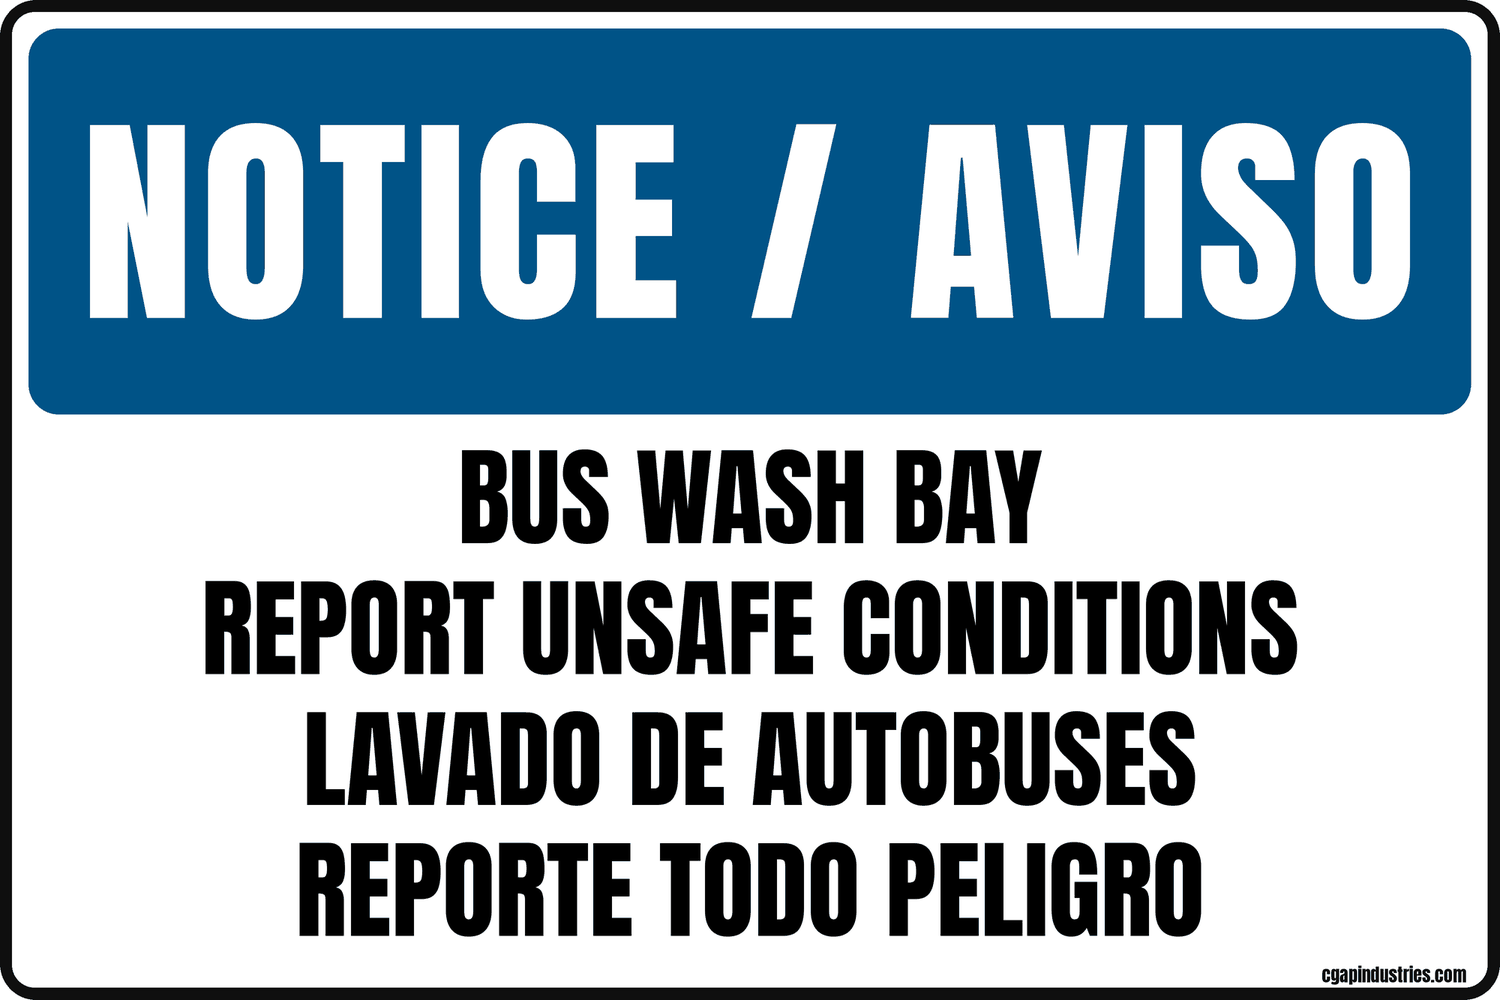 NOTICE / AVISO
BUS WASH BAY
REPORT UNSAFE CONDITIONS
LAVADO DE AUTOBUSES
REPORTE TODO PELIGRO
cgapindustries.com